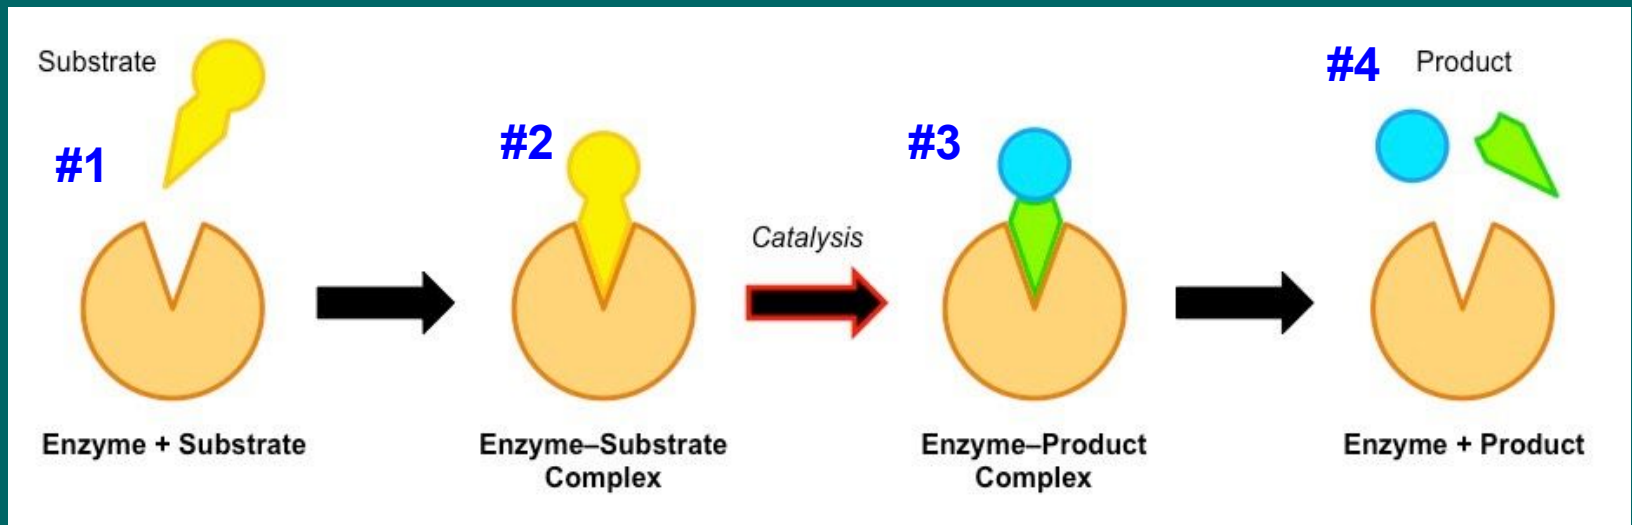 Substrate
#1
Enzyme + Substrate
#2
Enzyme–Substrate
Complex
Catalysis
#3
Enzyme–Product
Complex
#4 Product
Enzyme + Product